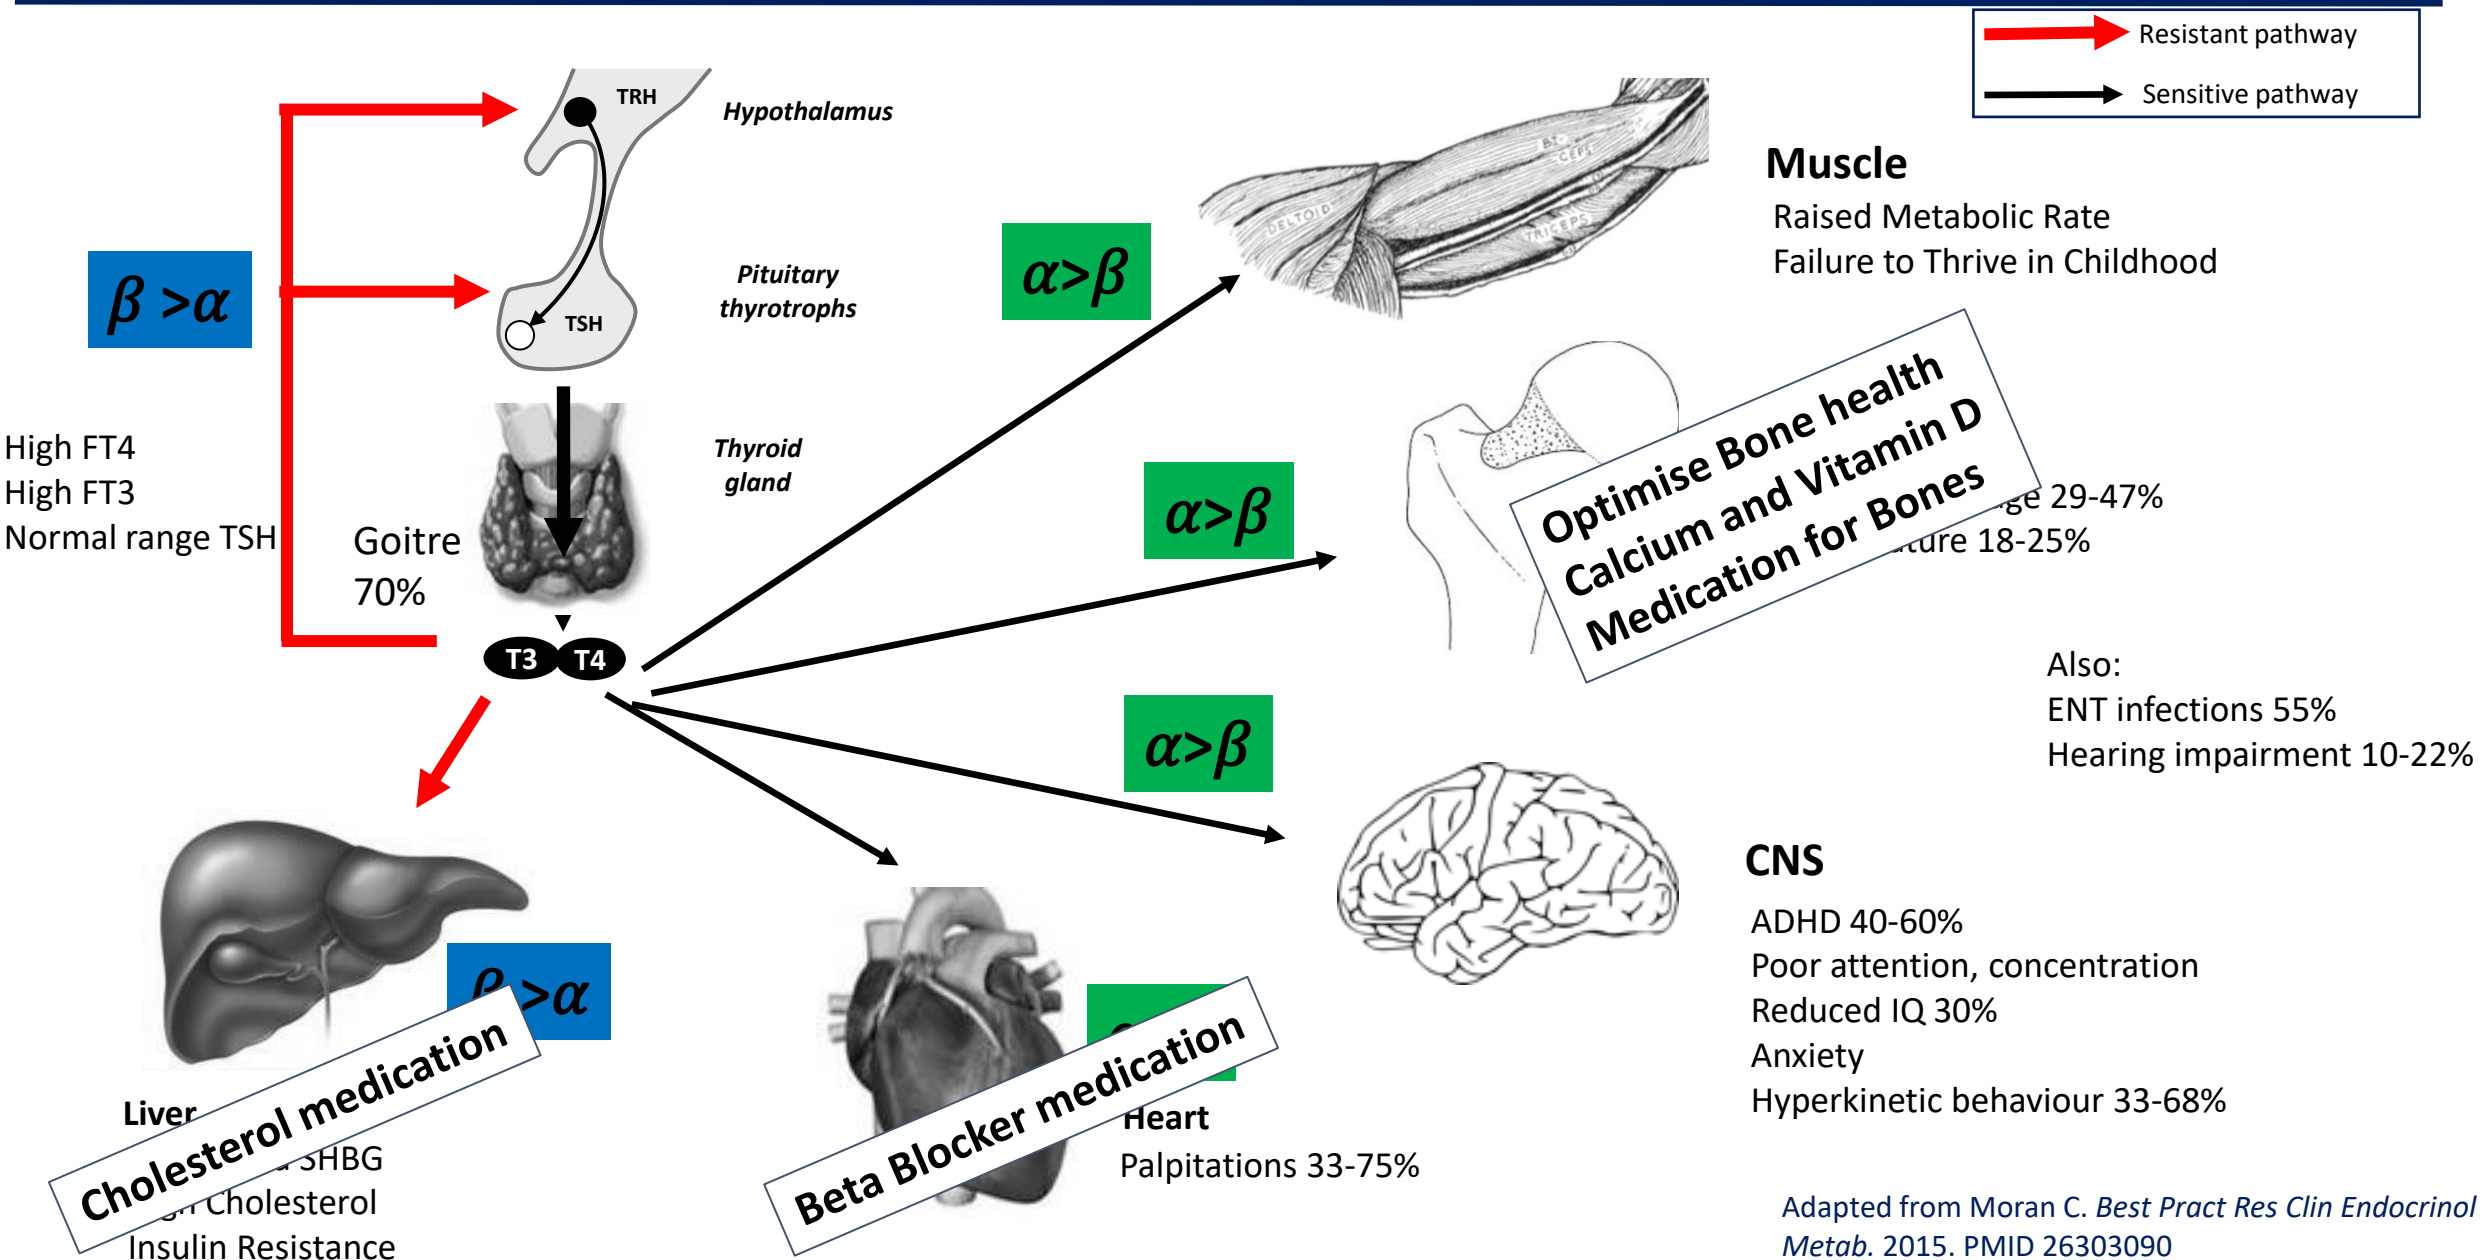 Resistant pathway
Sensitive pathway
TRH
Hypothalamus
β >α
Pituitary
thyrotrophs
TSH
High FT4
High FT3
Normal range TSH
Goitre
70%
Thyroid
gland
T3 T4
α>β
BI-
CEPS
DELTOID
TRICEPS
Muscle
Raised Metabolic Rate
Failure to Thrive in Childhood
α>β
Optimise Bone health
Calcium and Vitamin D
Medication for Bones
29-47%
18-25%
Also:
ENT infections 55%
Hearing impairment 10-22%
α>β
CNS
ADHD 40-60%
Poor attention, concentration
Reduced IQ 30%
Anxiety
Hyperkinetic behaviour 33-68%
β >α
Cholesterol medication
Liver
SHBG
Cholesterol
Insulin Resistance
Beta Blocker medication
Heart
Palpitations 33-75%
Adapted from Moran C. Best Pract Res Clin Endocrinol
Metab. 2015. PMID 26303090